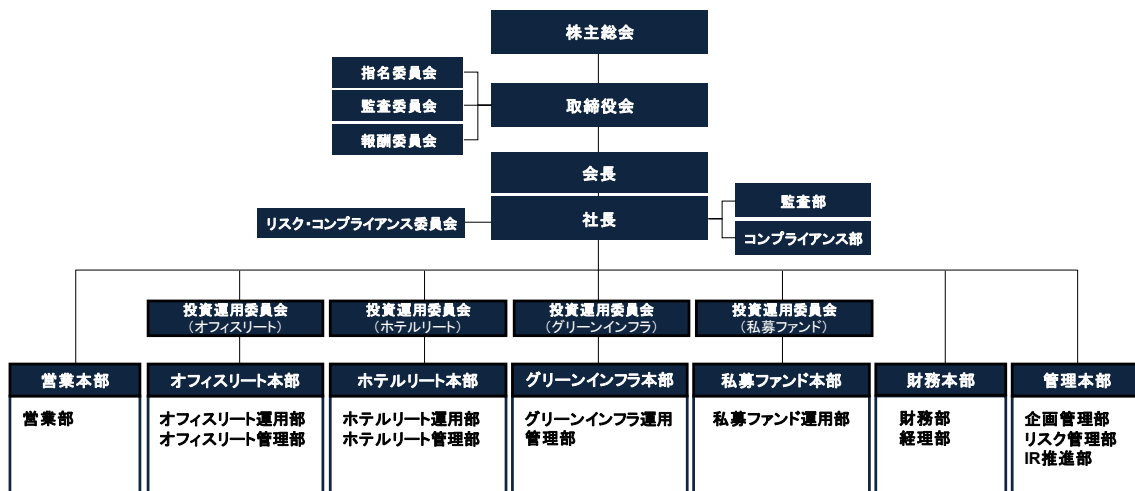 株主総会
指名委員会
監査委員会
報酬委員会
取締役会
会長
社長
リスク・コンプライアンス委員会
監査部
コンプライアンス部
投資運用委員会
(オフィスリート)
投資運用委員会
(ホテルリート)
投資運用委員会
(グリーンインフラ)
投資運用委員会
(私募ファンド)
営業本部
営業部
オフィスリート本部
オフィスリート運用部
オフィスリート管理部
ホテルリート本部
ホテルリート運用部
ホテルリート管理部
グリーンインフラ本部
グリーンインフラ運用
管理部
私募ファンド本部
私募ファンド運用部
財務本部
財務部
経理部
管理本部
企画管理部
リスク管理部
IR推進部